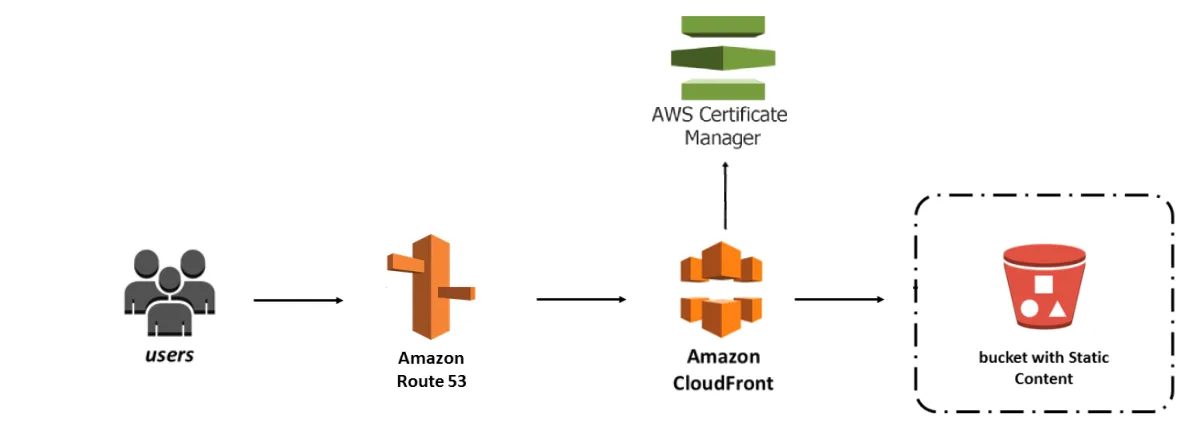 AWS Certificate
Manager
users
Amazon
Route 53
Amazon
CloudFront
bucket with Static
Content